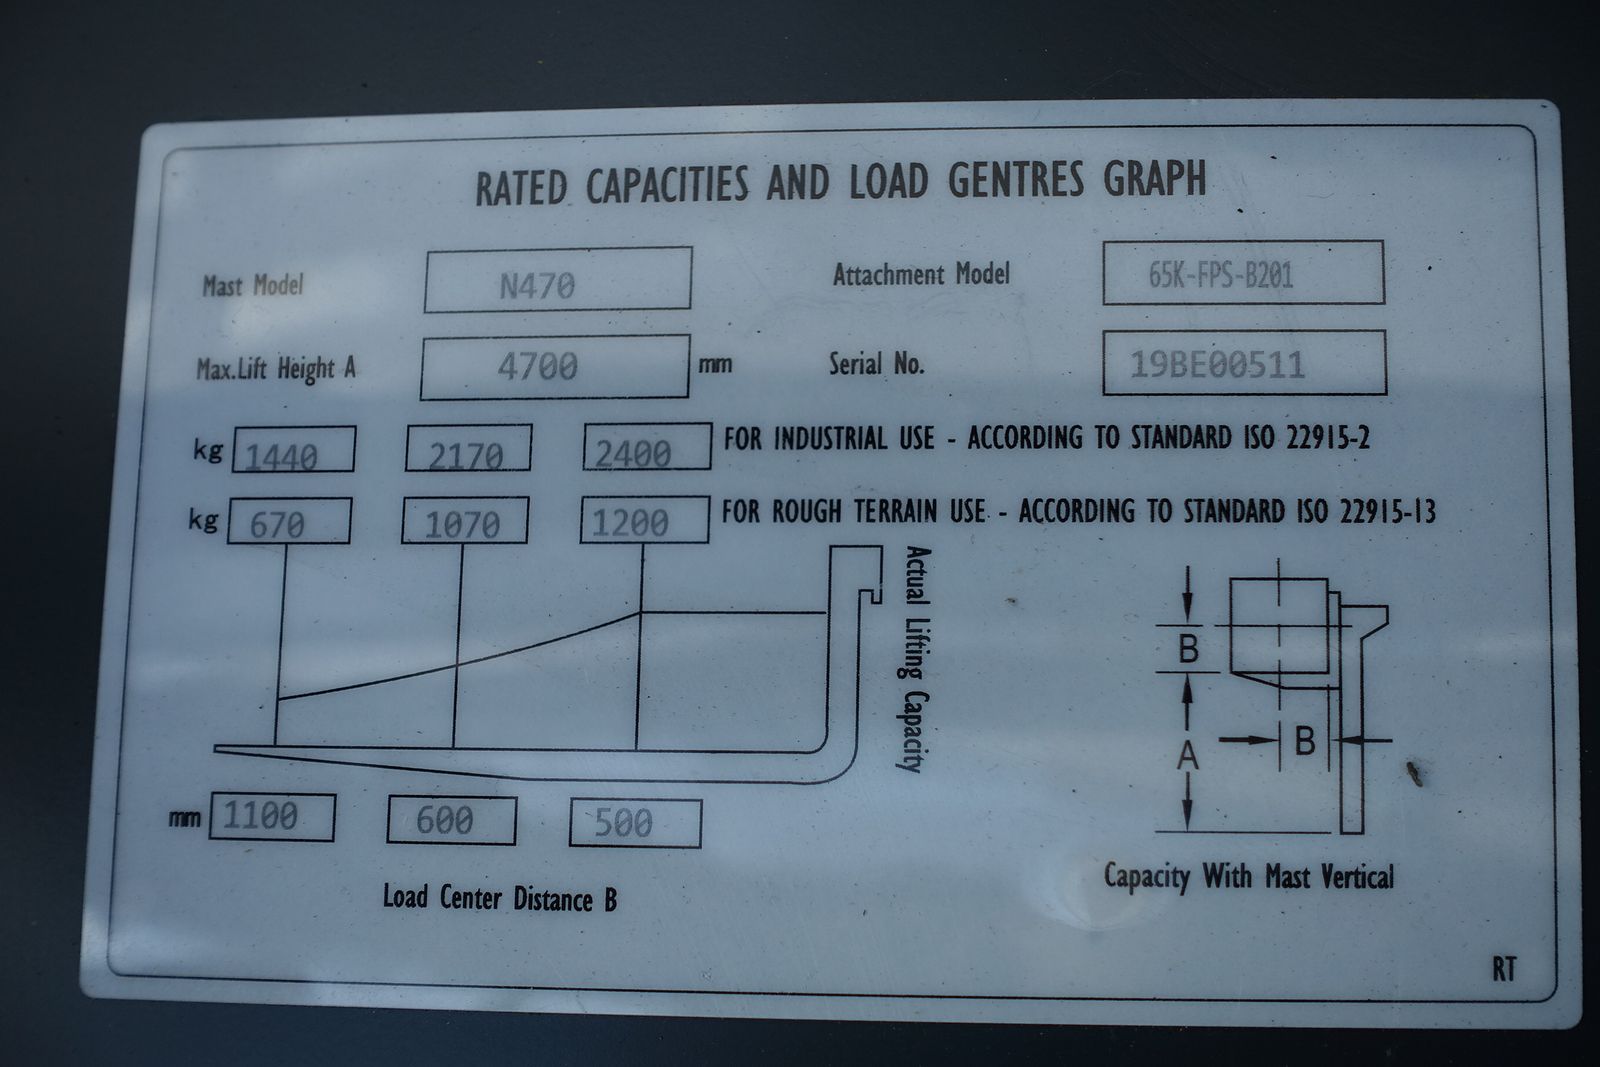 RATED CAPACITIES AND LOAD GENTRES GRAPH
Mast Model N470 Attachment Model 65K-FPS-B201
Max.Lift Height A 4700 mm Serial No. 19BE00511
kg 1440 2170 2400 FOR INDUSTRIAL USE - ACCORDING TO STANDARD ISO 22915-2
kg 670 1070 1200 FOR ROUGH TERRAIN USE - ACCORDING TO STANDARD ISO 22915-13
Actual Lifting Capacity
B
A
B
mm 1100 600 500
Load Center Distance B
Capacity With Mast Vertical
RT